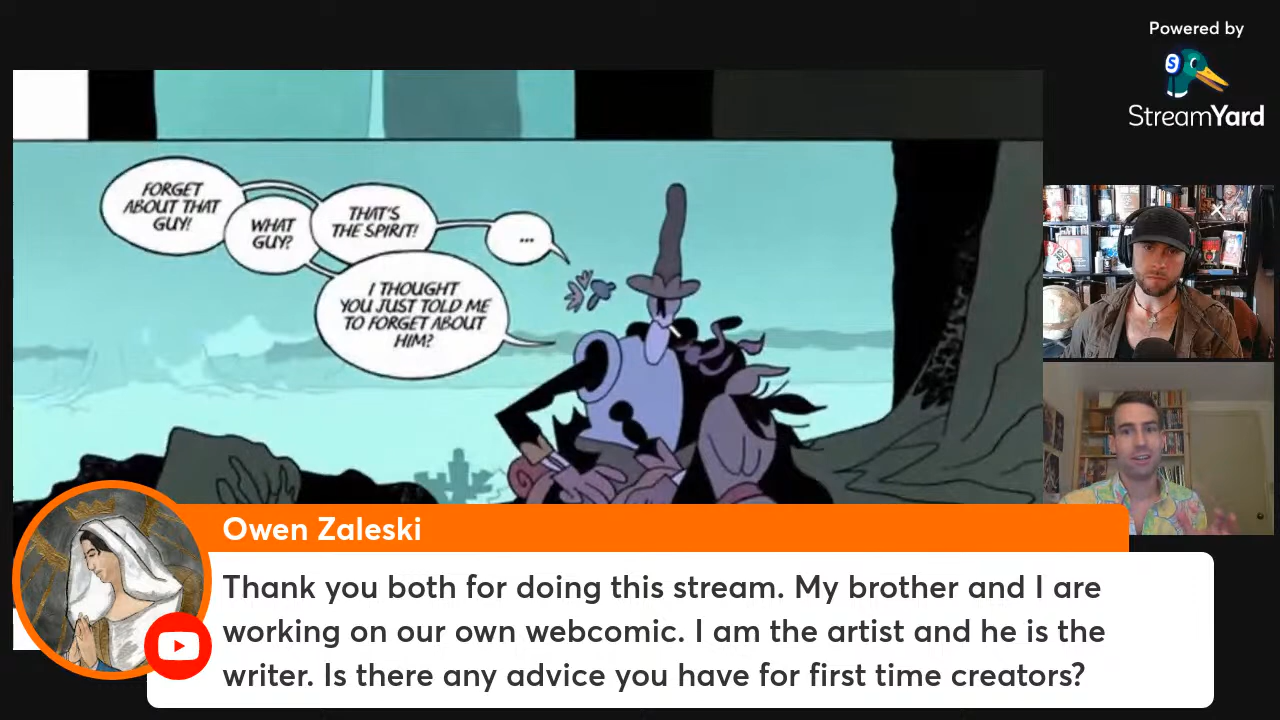 Powered by
StreamYard
FORGET
ABOUT THAT
GUY!
WHAT
GUY?
THAT'S
THE SPIRIT!
...
I THOUGHT
YOU JUST TOLD ME
TO FORGET ABOUT
HIM?
Owen Zaleski
Thank you both for doing this stream. My brother and I are
working on our own webcomic. I am the artist and he is the
writer. Is there any advice you have for first time creators?